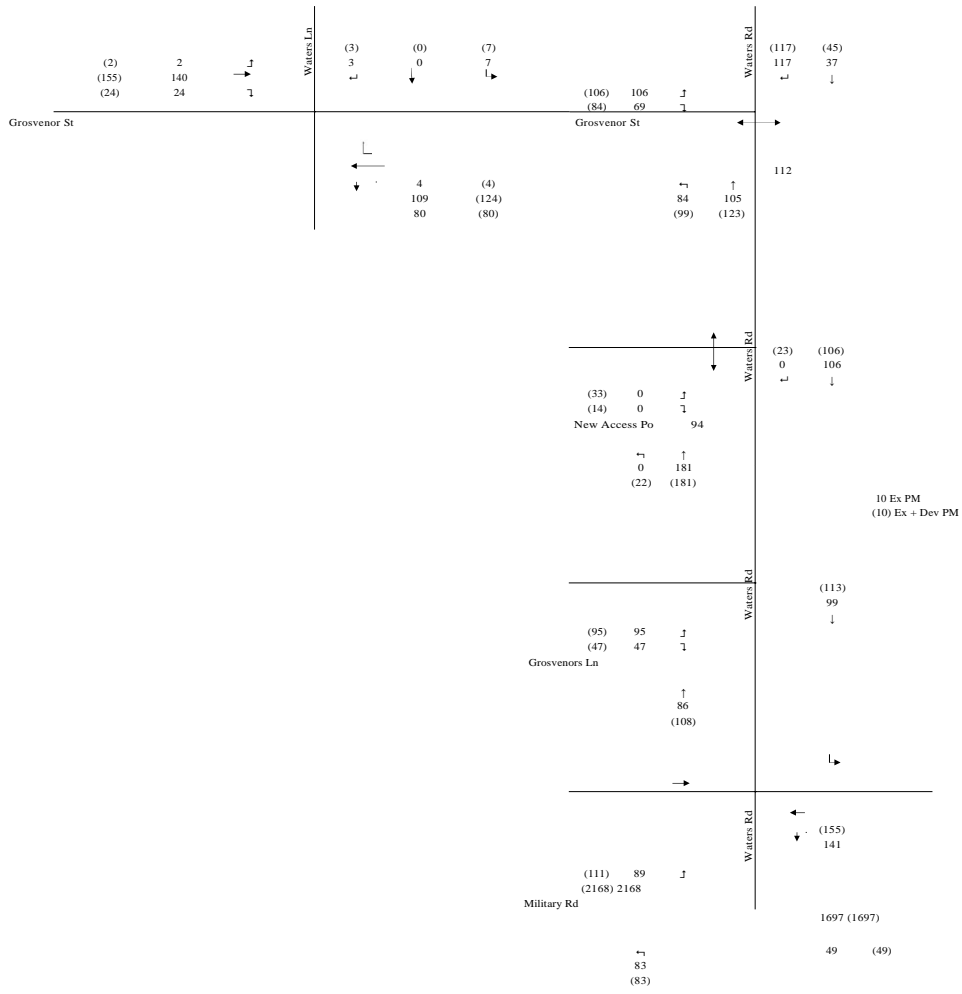 Waters Ln
(3) (0) (7)
3 0 7
↵ ↓ ↳
(2) 2
(155) 140 →
(24) 24
Grosvenor St
4 (4)
109 (124)
80 (80)
Waters Rd
(117) (45)
117 37
↵ ↓
(106) 106
(84) 69
Grosvenor St
112
↰ ↑
84 105
(99) (123)
Waters Rd
(23) (106)
0 106
↵ ↓
(33) 0
(14) 0
New Access Po 94
↰ ↑
0 181
(22) (181)
10 Ex PM
(10) Ex + Dev PM
Waters Rd
(113)
99
↓
(95) 95
(47) 47
Grosvenors Ln
↑
86
(108)
Waters Rd
(155)
141
(111) 89
(2168) 2168
Military Rd
1697 (1697)
49 (49)
↰
83
(83)